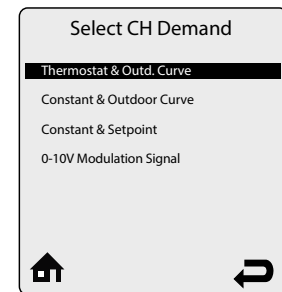 Select CH Demand
Thermostat & Outd. Curve
Constant & Outdoor Curve
Constant & Setpoint
0-10V Modulation Signal